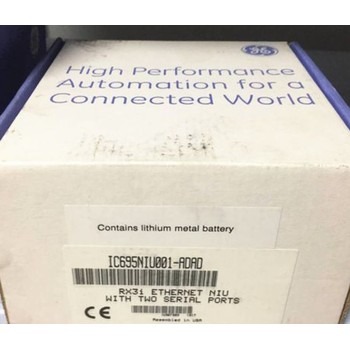 High Performance
Automation for a
Connected World
Contains lithium metal battery
IC695NIU001-ADAD
RX3i ETHERNET NIU
WITH TWO SERIAL PORTS
CE
Assembled in USA